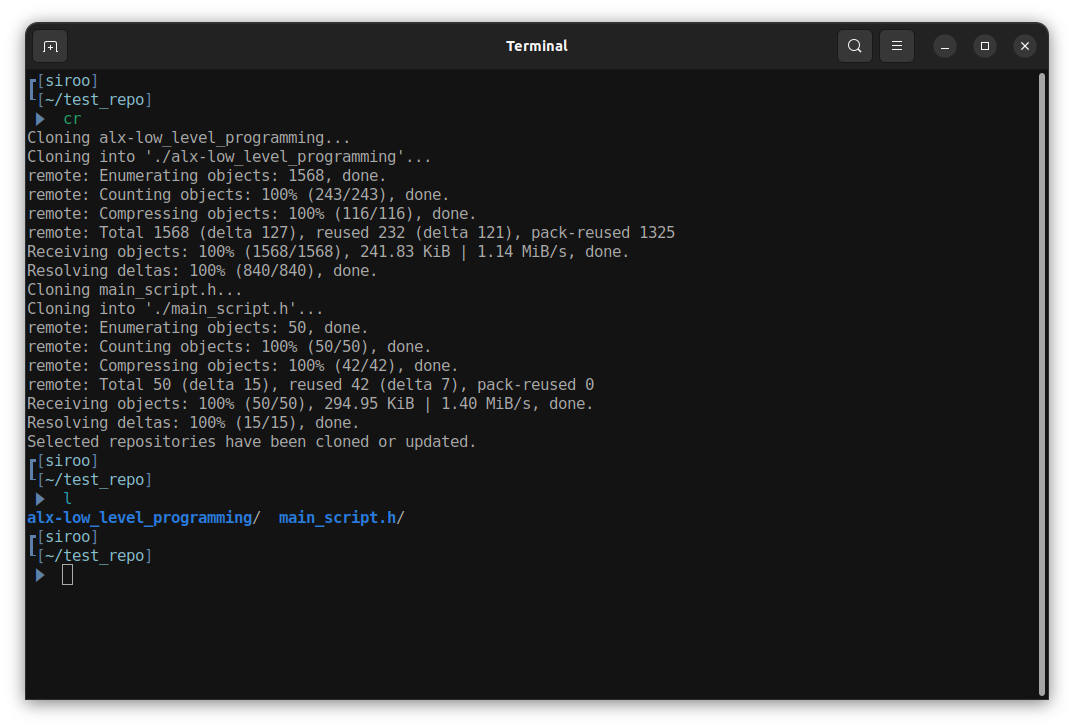 Terminal
[siroo]
[~/test_repo]
cr
Cloning alx-low_level_programming...
Cloning into './alx-low_level_programming'...
remote: Enumerating objects: 1568, done.
remote: Counting objects: 100% (243/243), done.
remote: Compressing objects: 100% (116/116), done.
remote: Total 1568 (delta 127), reused 232 (delta 121), pack-reused 1325
Receiving objects: 100% (1568/1568), 241.83 KiB | 1.14 MiB/s, done.
Resolving deltas: 100% (840/840), done.
Cloning main_script.h...
Cloning into './main_script.h'...
remote: Enumerating objects: 50, done.
remote: Counting objects: 100% (50/50), done.
remote: Compressing objects: 100% (42/42), done.
remote: Total 50 (delta 15), reused 42 (delta 7), pack-reused 0
Receiving objects: 100% (50/50), 294.95 KiB | 1.40 MiB/s, done.
Resolving deltas: 100% (15/15), done.
Selected repositories have been cloned or updated.
[siroo]
[~/test_repo]
l
alx-low_level_programming/  main_script.h/
[siroo]
[~/test_repo]